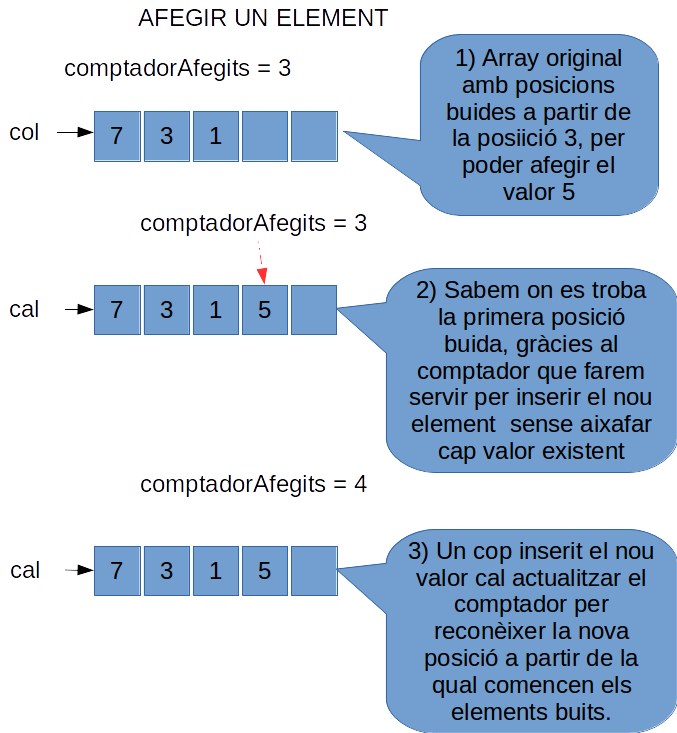 AFEGIR UN ELEMENT
comptadorAfegits = 3
col
7 3 1
1) Array original
amb posicions
buides a partir de
la posiició 3, per
poder afegir el
valor 5
comptadorAfegits = 3
cal
7 3 1 5
2) Sabem on es troba
la primera posició
buida, gràcies al
comptador que farem
servir per inserir el nou
element sense aixafar
cap valor existent
comptadorAfegits = 4
cal
7 3 1 5
3) Un cop inserit el nou
valor cal actualitzar el
comptador per
reconèixer la nova
posició a partir de la
qual comencen els
elements buits.